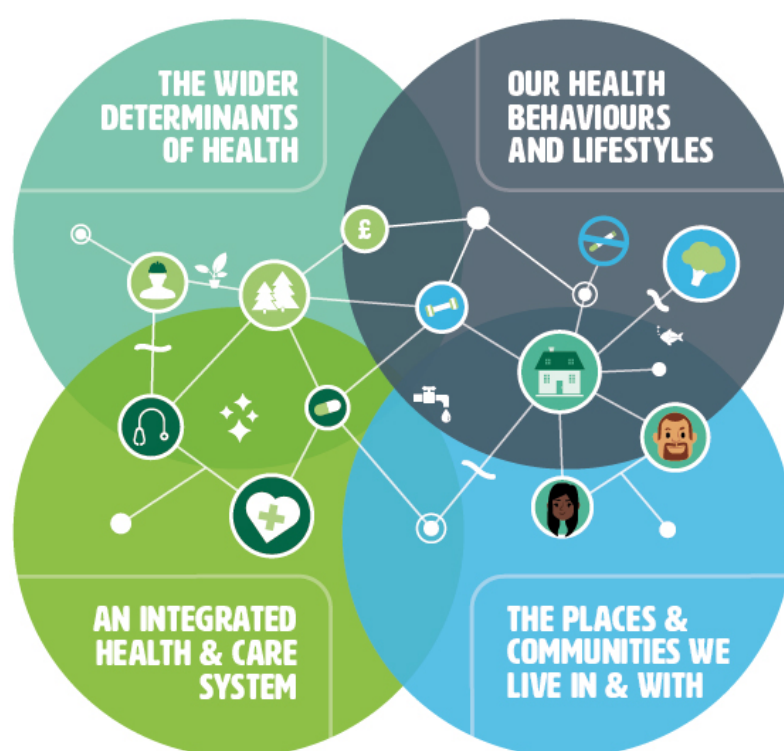 THE WIDER
DETERMINANTS
OF HEALTH
OUR HEALTH
BEHAVIOURS
AND LIFESTYLES
£
AN INTEGRATED
HEALTH & CARE
SYSTEM
THE PLACES &
COMMUNITIES WE
LIVE IN & WITH